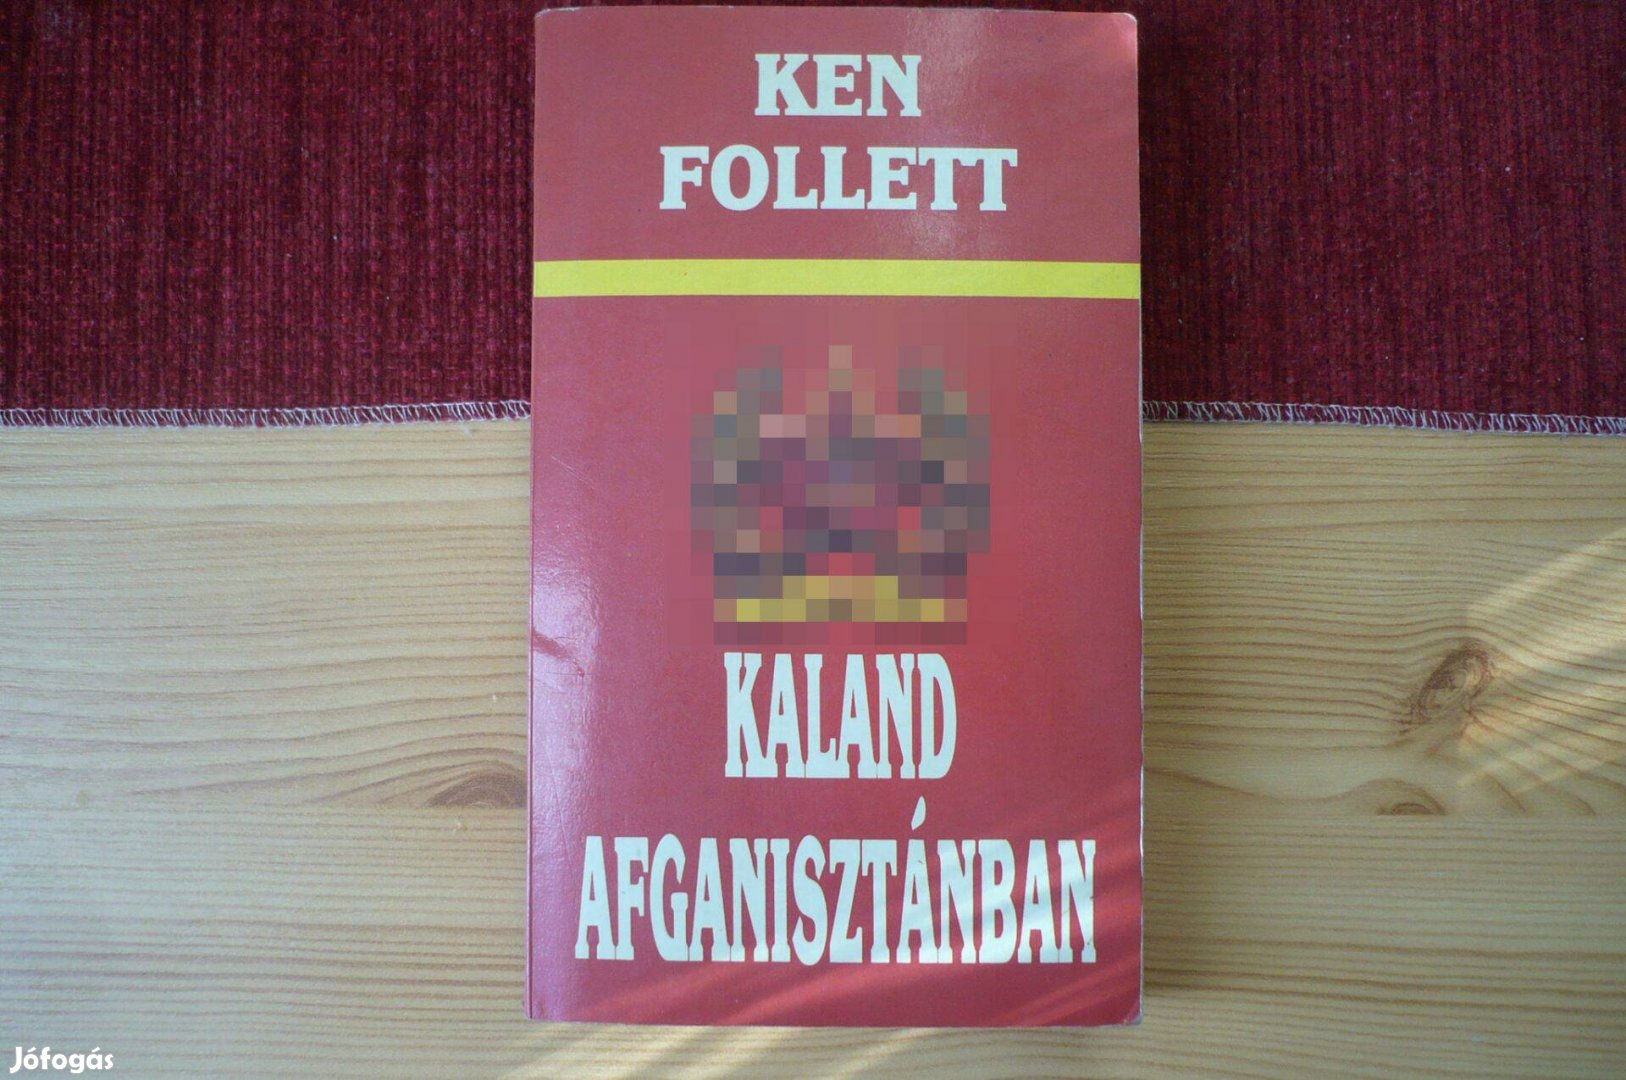 KEN
FOLLETT
KALAND
AFGANISZTÁNBAN
Jófogás